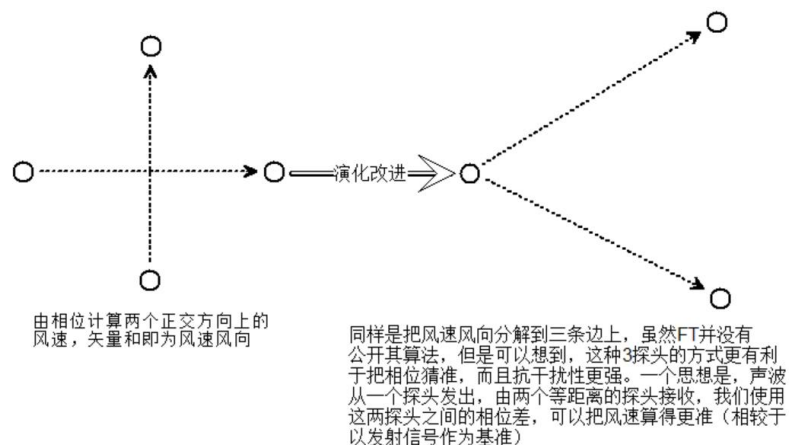 演化改进
由相位计算两个正交方向上的
风速，矢量和即为风速风向
同样是把风速风向分解到三条边上，虽然FT并没有
公开其算法，但是可以想到，这种3探头的方式更有利
于把相位猜准，而且抗干扰性更强。一个思想是，声波
从一个探头发出，由两个等距离的探头接收，我们使用
这两探头之间的相位差，可以把风速算得更准（相较于
以发射信号作为基准）